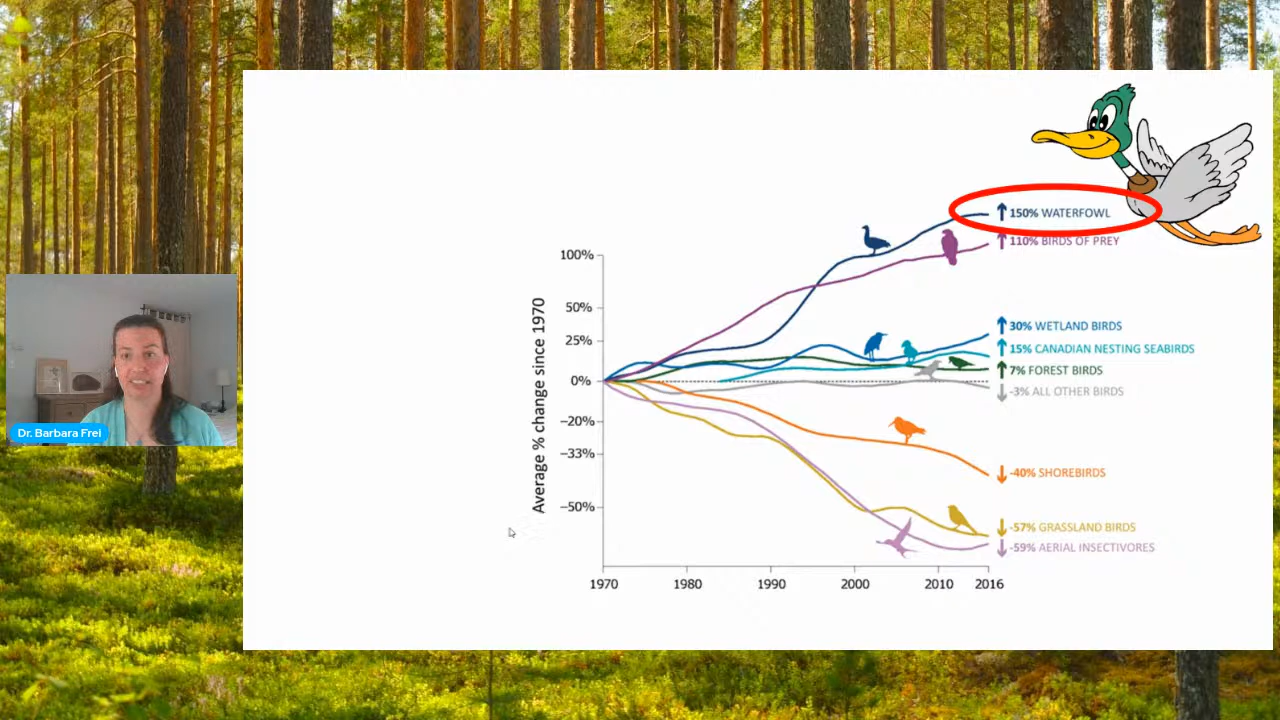 150% WATERFOWL
110% BIRDS OF PREY
100%
50%
25%
0%
-20%
-33%
-50%
Average % change since 1970
30% WETLAND BIRDS
15% CANADIAN NESTING SEABIRDS
7% FOREST BIRDS
-3% ALL OTHER BIRDS
-40% SHOREBIRDS
-57% GRASSLAND BIRDS
-59% AERIAL INSECTIVORES
1970 1980 1990 2000 2010 2016
Dr. Barbara Frei